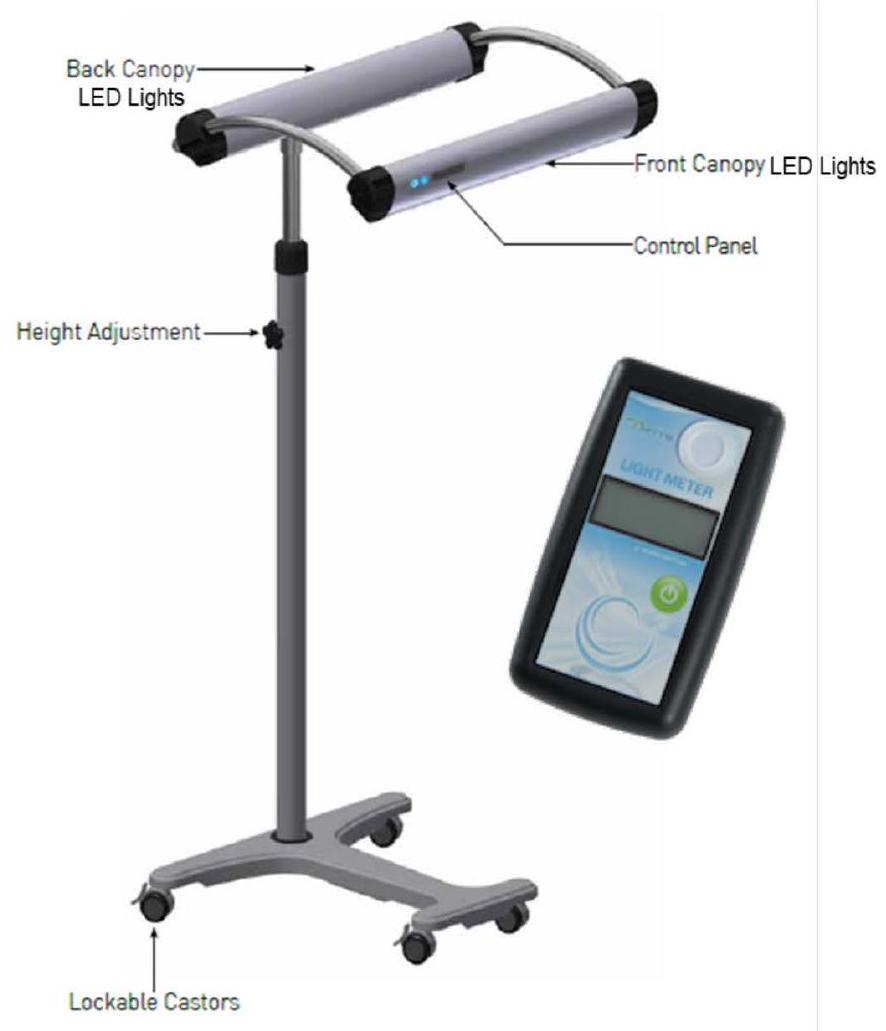 Back Canopy
LED Lights
Front Canopy LED Lights
Control Panel
Height Adjustment
LIGHT METER
Lockable Castors